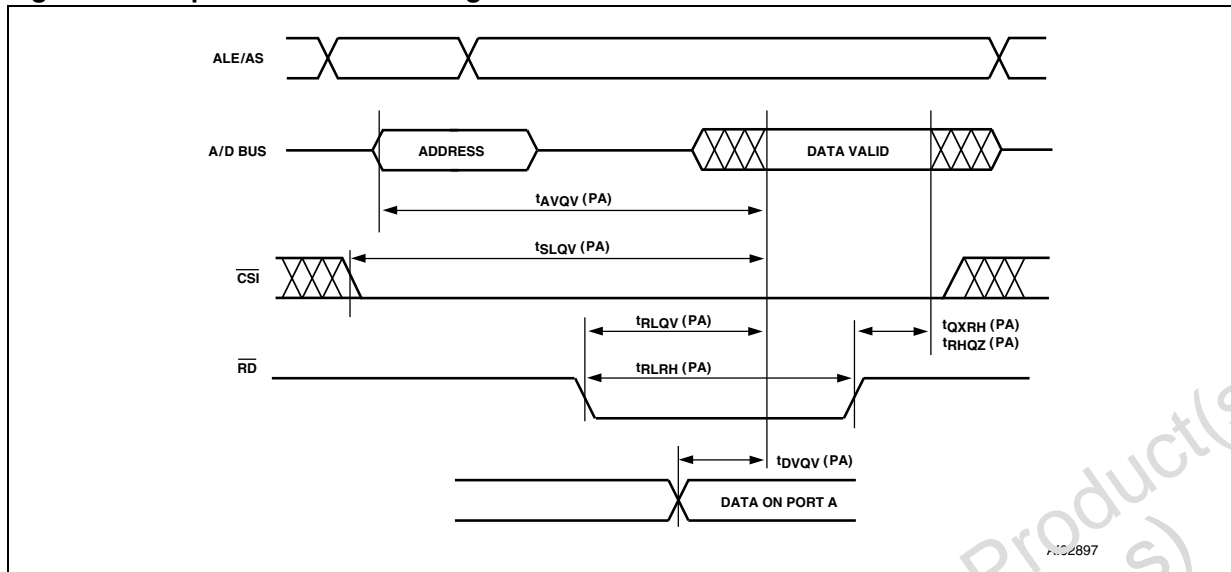 ALE/AS
A/D BUS
ADDRESS
DATA VALID
tAVQV (PA)
tSLQV (PA)
CSI
tRLQV (PA)
tQXRH (PA)
tRHQZ (PA)
RD
tRLRH (PA)
tDVQV (PA)
DATA ON PORT A
Product(s
s)